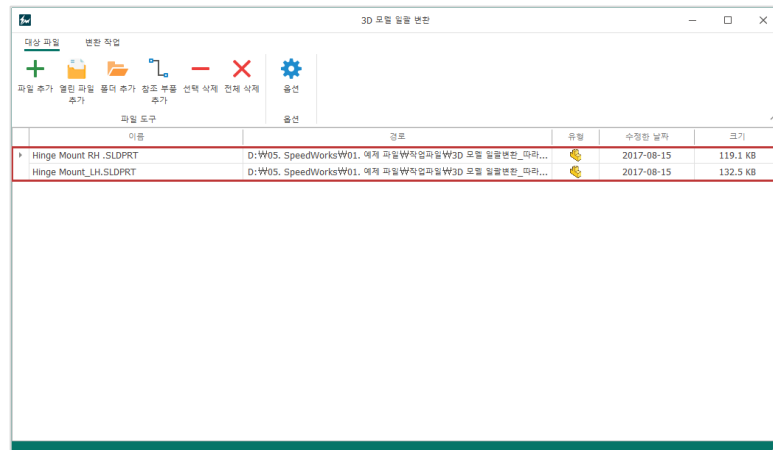 3D 모델 일괄 변환
대상 파일 변환 작업
파일 추가 열린 파일 추가 폴더 추가 참조 부품 추가 선택 삭제 전체 삭제 옵션
파일 도구 옵션
이름 경로 유형 수정한 날짜 크기
Hinge Mount RH .SLDPRT D:₩05. SpeedWorks₩01. 예제 파일₩작업파일₩3D 모델 일괄변환_따라... 2017-08-15 119.1 KB
Hinge Mount_LH.SLDPRT D:₩05. SpeedWorks₩01. 예제 파일₩작업파일₩3D 모델 일괄변환_따라... 2017-08-15 132.5 KB